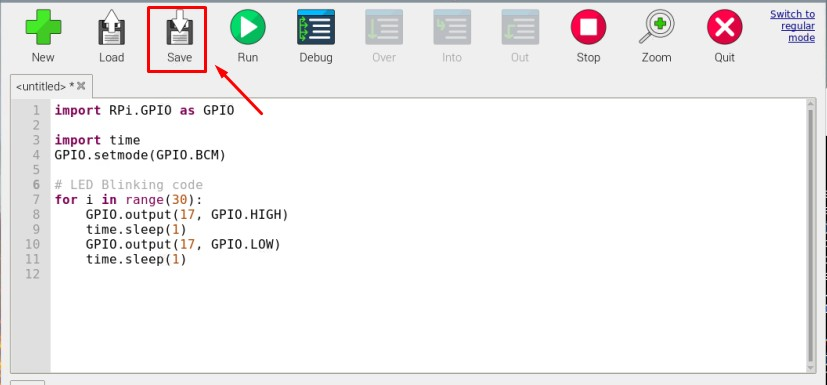 New Load Save Run Debug Over Into Out Stop Zoom Quit
Switch to
regular
mode
<untitled> *
1 import RPi.GPIO as GPIO
2
3 import time
4 GPIO.setmode(GPIO.BCM)
5
6 # LED Blinking code
7 for i in range(30):
8     GPIO.output(17, GPIO.HIGH)
9     time.sleep(1)
10     GPIO.output(17, GPIO.LOW)
11     time.sleep(1)
12